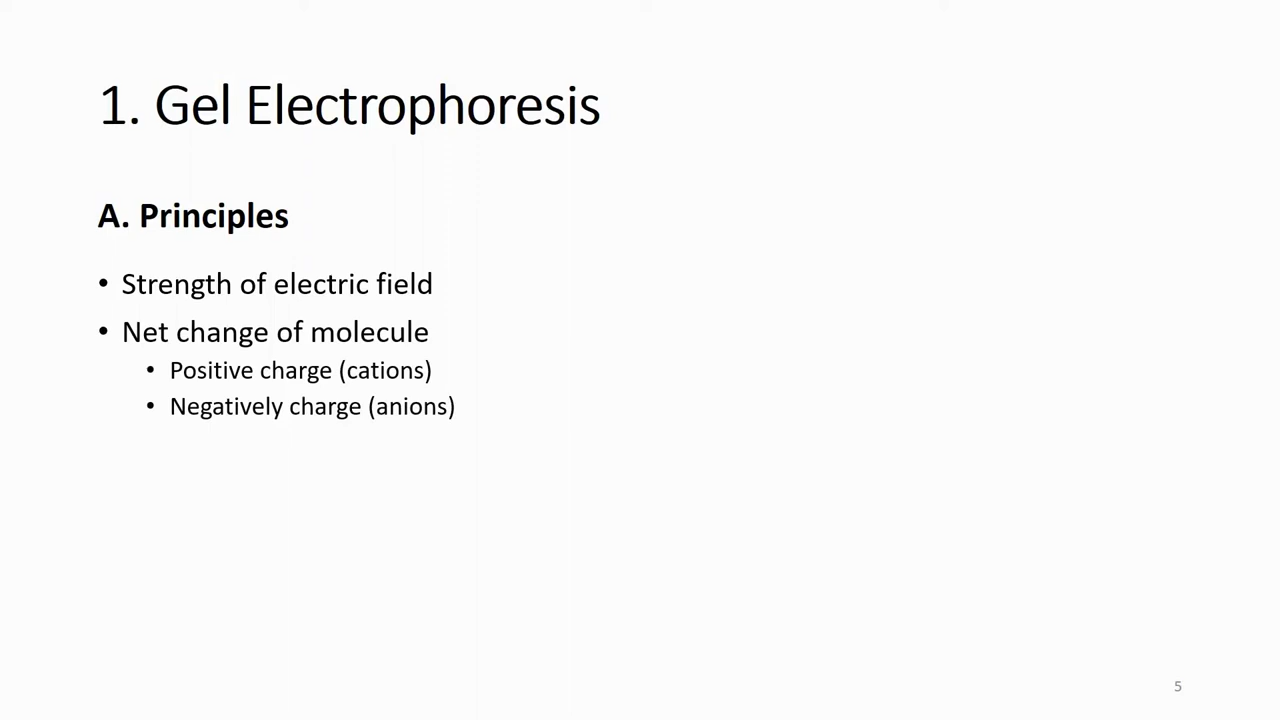 1. Gel Electrophoresis
A. Principles
• Strength of electric field
• Net change of molecule
• Positive charge (cations)
• Negatively charge (anions)
5